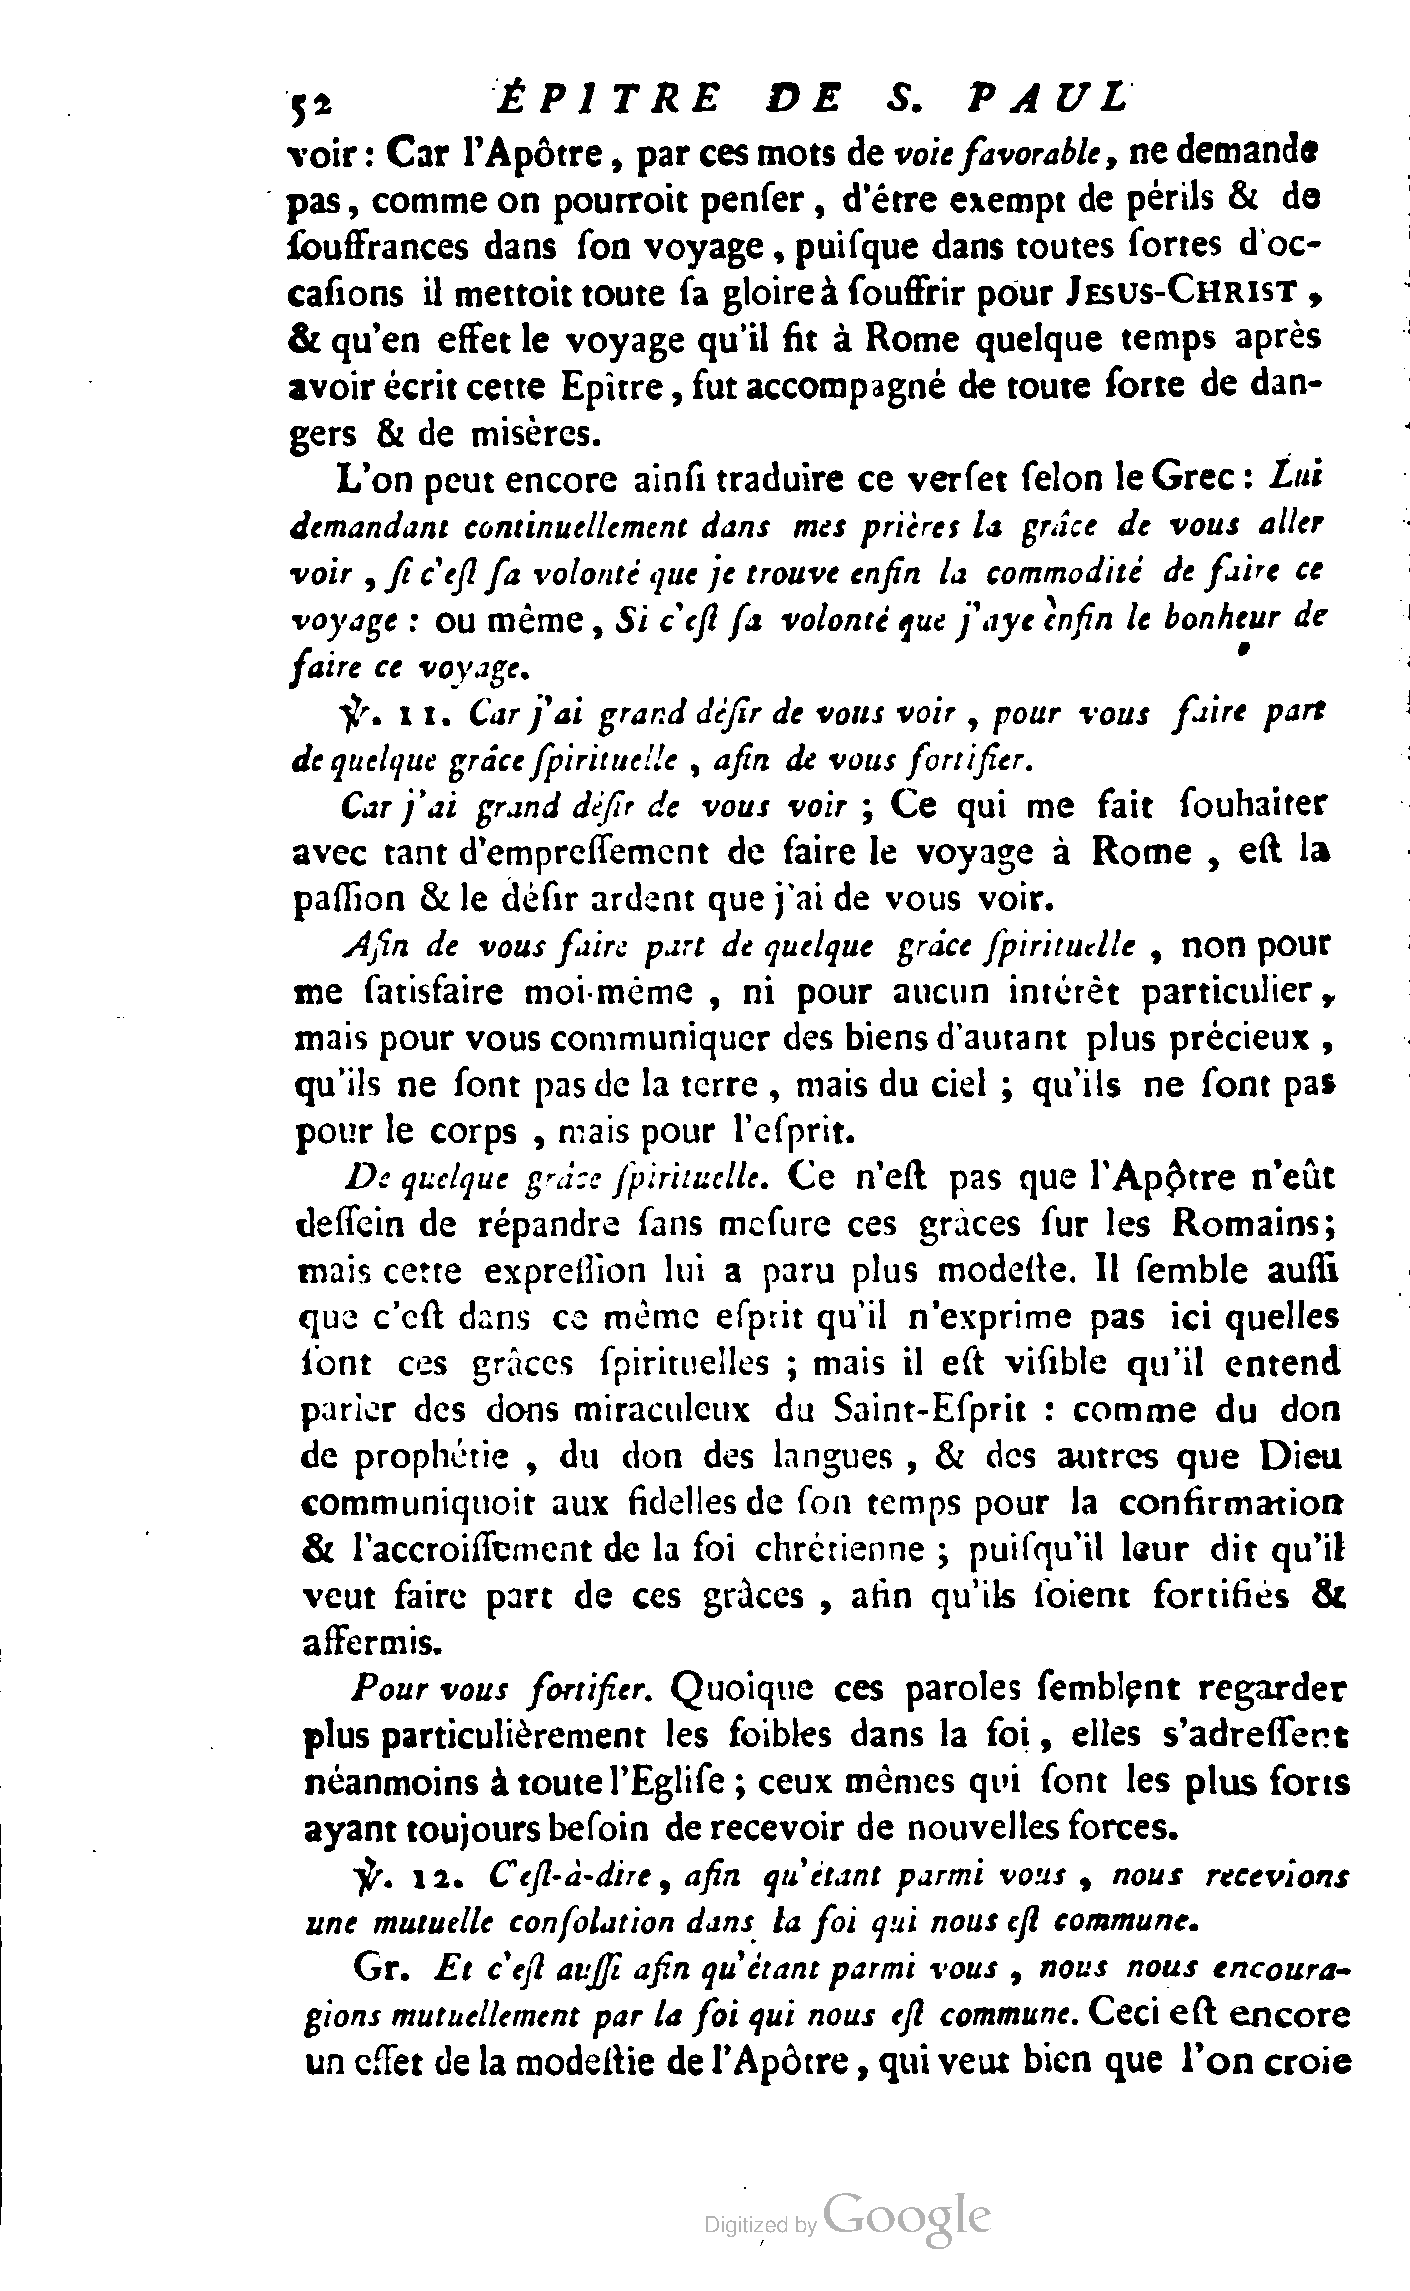 52 ÉPITRE DE S. PAUL
voir : Car l'Apôtre, par ces mots de voie favorable, ne demande
pas, comme on pourroit penſer, d'être exempt de périls & de
ſouffrances dans ſon voyage, puiſque dans toutes ſortes d'oc-
caſions il mettoit toute ſa gloire à ſouffrir pour JESUS-CHRIST,
& qu'en effet le voyage qu'il fit à Rome quelque temps après
avoir écrit cette Epître, fut accompagné de toute ſorte de dan-
gers & de misères.
L'on peut encore ainſi traduire ce verſet ſelon le Grec : Lui
demandant continuellement dans mes prières la grâce de vous aller
voir, ſi c'eſt ſa volonté que je trouve enfin la commodité de faire ce
voyage : ou même, Si c'eſt ſa volonté que j'aye enfin le bonheur de
faire ce voyage.
℣. 11. Car j'ai grand déſir de vous voir, pour vous faire part
de quelque grâce ſpirituelle, afin de vous fortifier.
Car j'ai grand déſir de vous voir ; Ce qui me fait ſouhaiter
avec tant d'empreſſement de faire le voyage à Rome, eſt la
paſſion & le déſir ardent que j'ai de vous voir.
Afin de vous faire part de quelque grâce ſpirituelle, non pour
me ſatisfaire moi-même, ni pour aucun intérêt particulier,
mais pour vous communiquer des biens d'autant plus précieux,
qu'ils ne ſont pas de la terre, mais du ciel ; qu'ils ne ſont pas
pour le corps, mais pour l'eſprit.
De quelque grâce ſpirituelle. Ce n'eſt pas que l'Apôtre n'eût
deſſein de répandre ſans meſure ces grâces ſur les Romains;
mais cette expreſſion lui a paru plus modeſte. Il ſemble auſſi
que c'eſt dans ce même eſprit qu'il n'exprime pas ici quelles
ſont ces grâces ſpirituelles ; mais il eſt viſible qu'il entend
parler des dons miraculeux du Saint-Eſprit : comme du don
de prophétie, du don des langues, & des autres que Dieu
communiquoit aux fidelles de ſon temps pour la confirmation
& l'accroiſſement de la foi chrétienne ; puiſqu'il leur dit qu'il
veut faire part de ces grâces, afin qu'ils ſoient fortifiés &
affermis.
Pour vous fortifier. Quoique ces paroles ſemblent regarder
plus particulièrement les foibles dans la foi, elles s'adreſſent
néanmoins à toute l'Egliſe ; ceux mêmes qui ſont les plus forts
ayant toujours beſoin de recevoir de nouvelles forces.
℣. 12. C'eſt-à-dire, afin qu'étant parmi vous, nous recevions
une mutuelle conſolation dans la foi qui nous eſt commune.
Gr. Et c'eſt auſſi afin qu'étant parmi vous, nous nous encoura-
gions mutuellement par la foi qui nous eſt commune. Ceci eſt encore
un effet de la modeſtie de l'Apôtre, qui veut bien que l'on croie
Digitized by Google